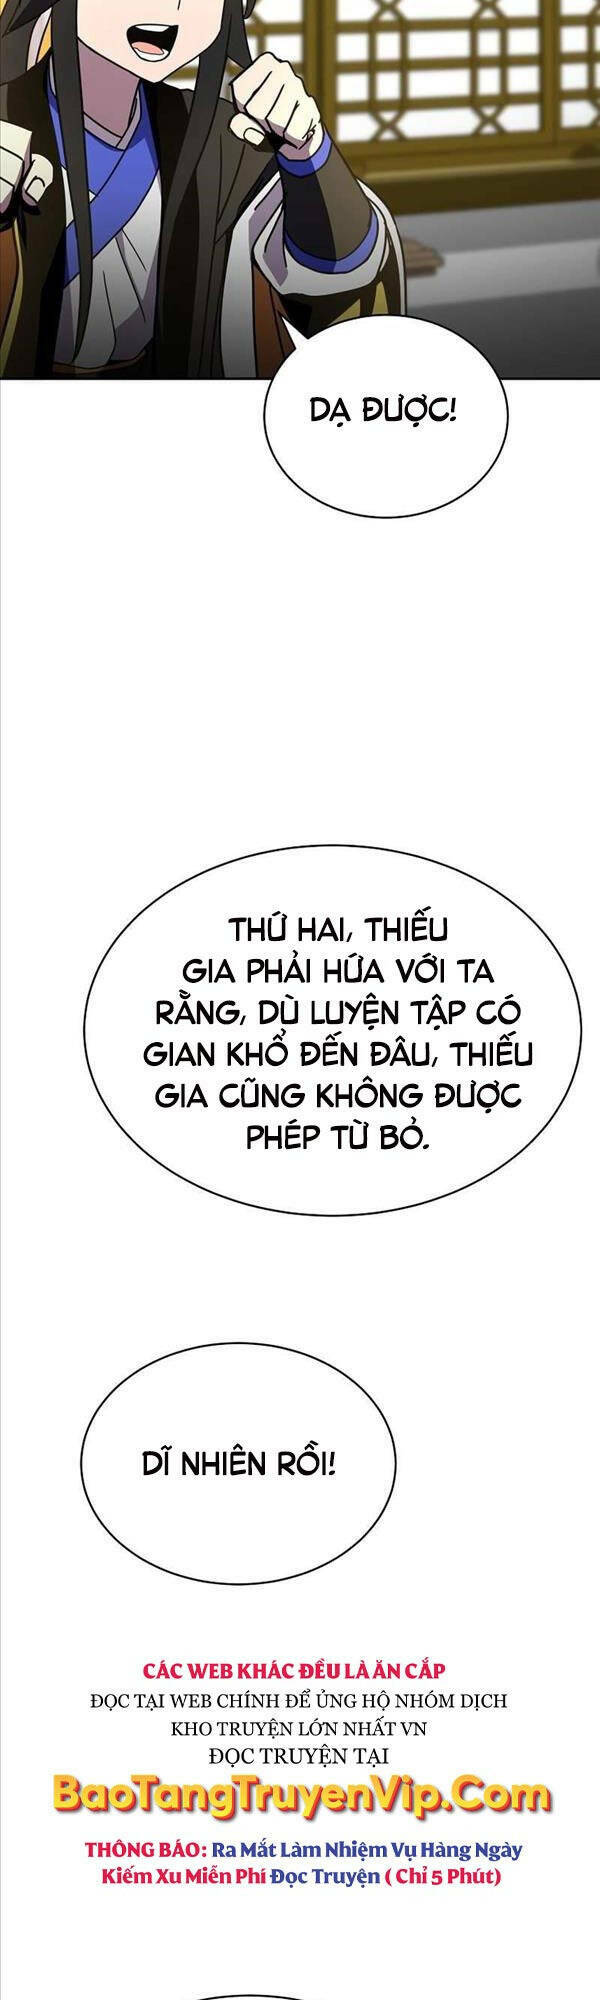 DẠ ĐƯỢC!
THỨ HAI, THIẾU
GIA PHẢI HỨA VỚI TA
RẰNG, DÙ LUYỆN TẬP CÓ
GIAN KHỔ ĐẾN ĐÂU, THIẾU
GIA CŨNG KHÔNG ĐƯỢC
PHÉP TỪ BỎ.
DĨ NHIÊN RỒI!
CÁC WEB KHÁC ĐỀU LÀ ĂN CẮP
ĐỌC TẠI WEB CHÍNH ĐỂ ỦNG HỘ NHÓM DỊCH
KHO TRUYỆN LỚN NHẤT VN
ĐỌC TRUYỆN TẠI
BaoTangTruyenVip.Com
THÔNG BÁO: Ra Mắt Làm Nhiệm Vụ Hàng Ngày
Kiếm Xu Miễn Phí Đọc Truyện ( Chỉ 5 Phút)